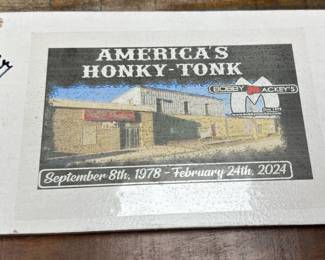 AMERICA'S
HONKY-TONK
BOBBY MACKEY'S
September 8th, 1978 - February 24th, 2024